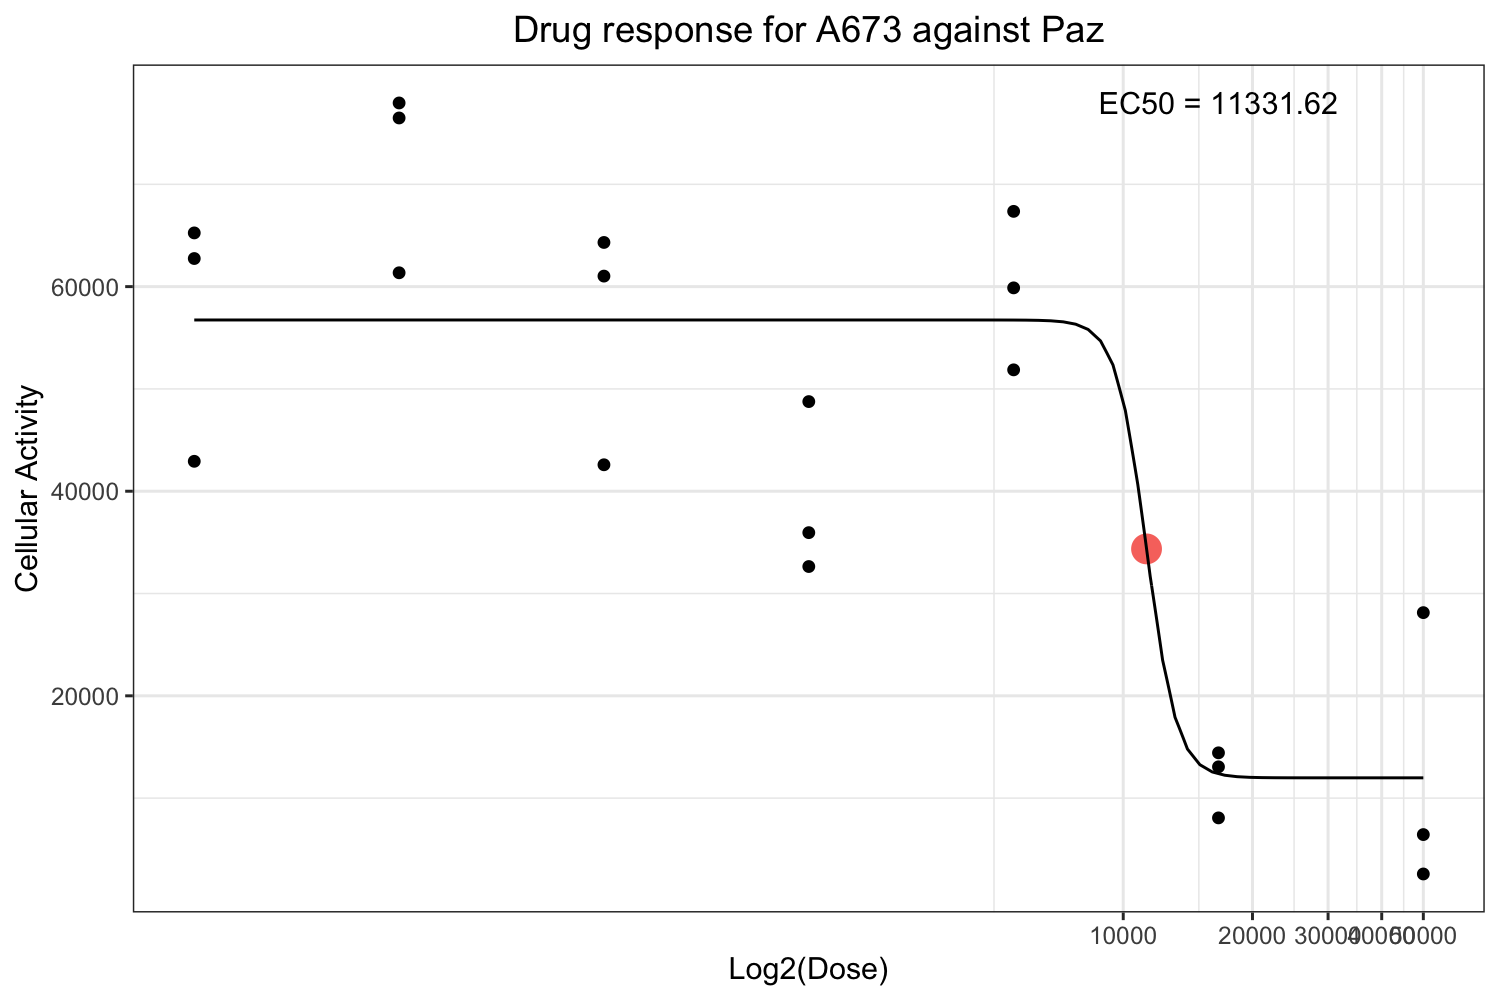 Drug response for A673 against Paz
EC50 = 11331.62
60000
40000
20000
Cellular Activity
10000 20000 30000 40000 50000
Log2(Dose)